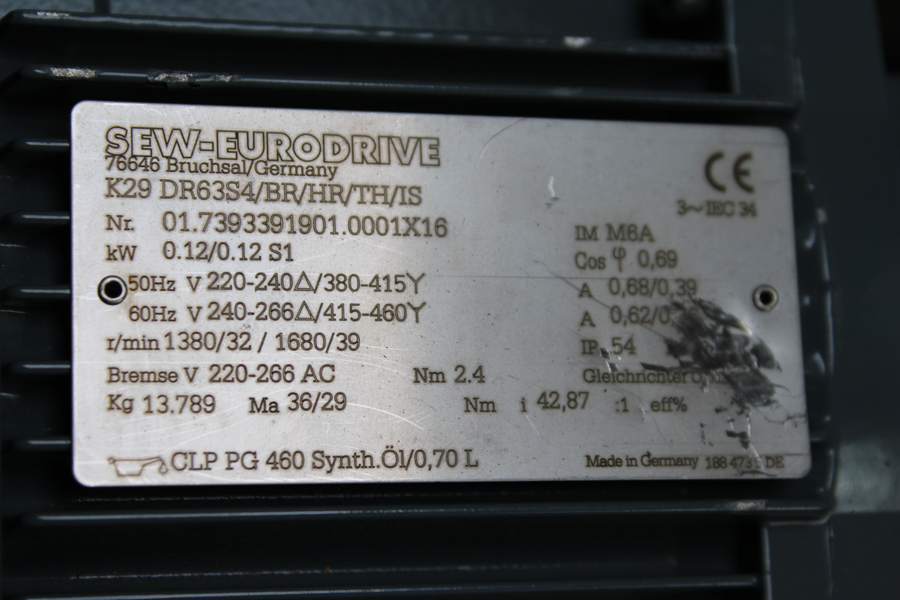 SEW-EURODRIVE
76646 Bruchsal/Germany
CE
K29 DR63S4/BR/HR/TH/IS
3~IEC 34
Nr. 01.7393391901.0001X16
IM M6A
kW 0.12/0.12 S1
Cos φ 0,69
50Hz V 220-240△/380-415Y
A 0,68/0,39
60Hz V 240-266△/415-460Y
A 0,62/0,
r/min 1380/32 / 1680/39
IP 54
Bremse V 220-266 AC Nm 2.4 Gleichrichter
Kg 13.789 Ma 36/29 Nm i 42,87 :1 eff%
CLP PG 460 Synth.Öl/0,70 L
Made in Germany 188 473 DE